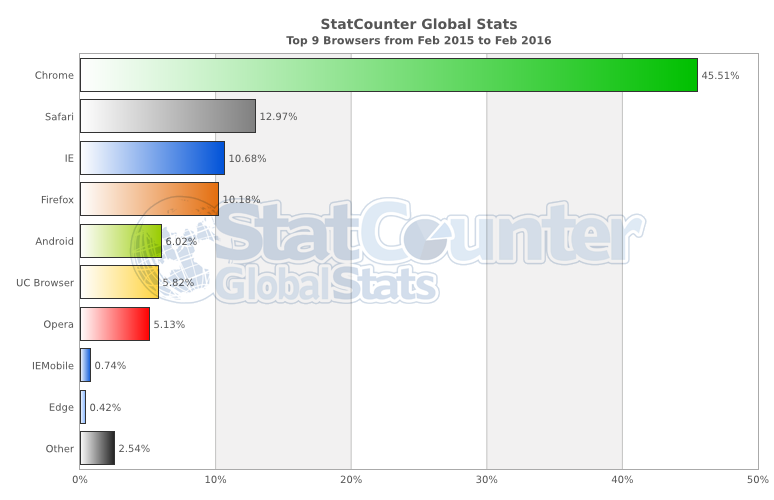 StatCounter Global Stats
Top 9 Browsers from Feb 2015 to Feb 2016
Chrome 45.51%
Safari 12.97%
IE 10.68%
Firefox 10.18%
StatCounter
Android 6.02%
GlobalStats
UC Browser 5.82%
Opera 5.13%
IEMobile 0.74%
Edge 0.42%
Other 2.54%
0% 10% 20% 30% 40% 50%